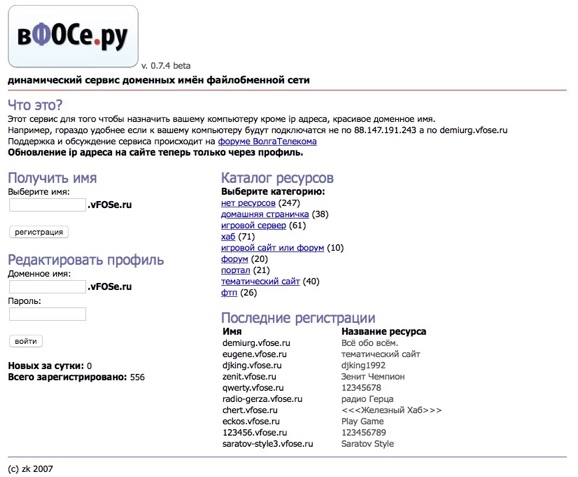 вФОСе.ру
v. 0.7.4 beta
динамический сервис доменных имён файлобменной сети
Что это?
Этот сервис для того чтобы назначить вашему компьютеру кроме ip адреса, красивое доменное имя.
Например, гораздо удобнее если к вашему компьютеру будут подключатся не по 88.147.191.243 а по demiurg.vfose.ru
Поддержка и обсуждение сервиса происходит на форуме ВолгаТелекома
Обновление ip адреса на сайте теперь только через профиль.
Получить имя
Выберите имя:
.vFOSe.ru
регистрация
Редактировать профиль
Доменное имя:
.vFOSe.ru
Пароль:
войти
Новых за сутки: 0
Всего зарегистрировано: 556
Каталог ресурсов
Выберите категорию:
нет ресурсов (247)
домашняя страничка (38)
игровой сервер (61)
хаб (71)
игровой сайт или форум (10)
форум (20)
портал (21)
тематический сайт (40)
фтп (26)
Последние регистрации
Имя Название ресурса
demiurg.vfose.ru Всё обо всём.
eugene.vfose.ru тематический сайт
djking.vfose.ru djking1992
zenit.vfose.ru Зенит Чемпион
qwerty.vfose.ru 12345678
radio-gerza.vfose.ru радио Герца
chert.vfose.ru <<<Железный Хаб>>>
eckos.vfose.ru Play Game
123456.vfose.ru 123456789
saratov-style3.vfose.ru Saratov Style
(c) zk 2007